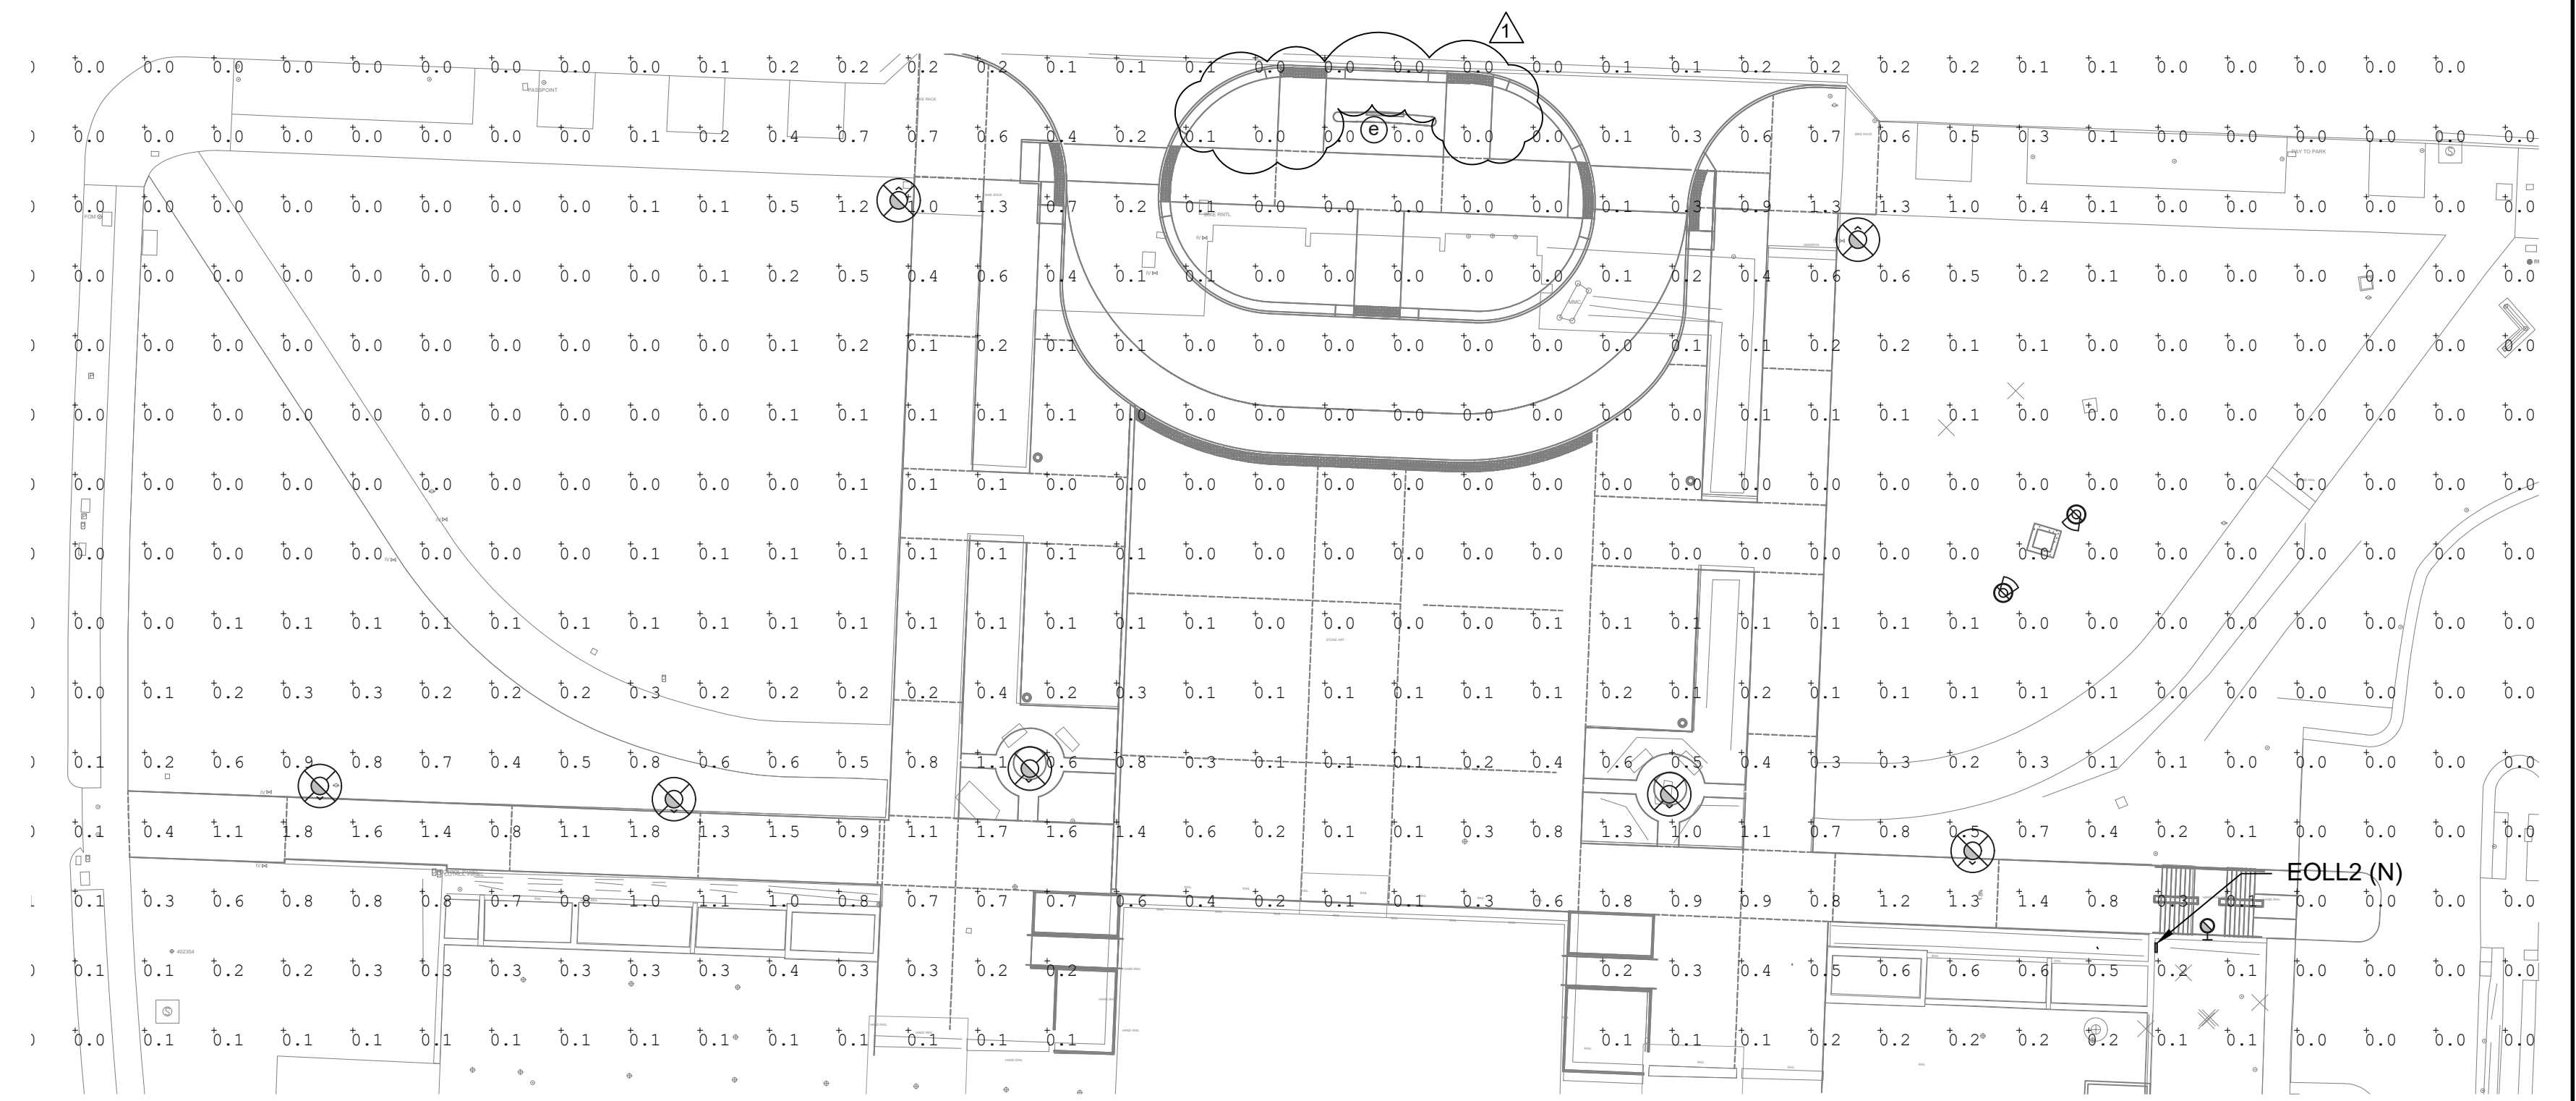 1
0.0 0.0 0.0 0.0 0.0 0.0 0.0 0.0 0.0 0.1 0.2 0.2 0.2 0.2 0.1 0.1 0.1 0.0 0.0 0.0 0.0 0.0 0.1 0.1 0.2 0.2 0.2 0.2 0.1 0.1 0.0 0.0 0.0 0.0 0.0
PASSPOINT
BIKE RACK
0.0 0.0 0.0 0.0 0.0 0.0 0.0 0.0 0.1 0.2 0.4 0.7 0.7 0.6 0.4 0.2 0.1 0.0 0.0 0.0 0.0 0.0 0.1 0.3 0.6 0.7 0.6 0.5 0.3 0.1 0.0 0.0 0.0 0.0 0.0 0.0
e
PAY TO PARK
0.0 0.0 0.0 0.0 0.0 0.0 0.0 0.0 0.1 0.1 0.5 1.2 1.0 1.3 0.7 0.2 0.1 0.0 0.0 0.0 0.0 0.0 0.1 0.3 0.9 1.3 1.3 1.0 0.4 0.1 0.0 0.0 0.0 0.0 0.0 0.0
FOM
BIKE RNTL
IV
0.0 0.0 0.0 0.0 0.0 0.0 0.0 0.0 0.0 0.1 0.2 0.5 0.4 0.6 0.4 0.1 0.1 0.0 0.0 0.0 0.0 0.0 0.1 0.2 0.4 0.6 0.6 0.5 0.2 0.1 0.0 0.0 0.0 0.0 0.0 0.0
IV
MMC
0.0 0.0 0.0 0.0 0.0 0.0 0.0 0.0 0.0 0.0 0.1 0.2 0.1 0.2 0.1 0.1 0.0 0.0 0.0 0.0 0.0 0.0 0.0 0.1 0.1 0.2 0.2 0.1 0.1 0.0 0.0 0.0 0.0 0.0 0.0 0.0
P
0.0 0.0 0.0 0.0 0.0 0.0 0.0 0.0 0.0 0.0 0.1 0.1 0.1 0.1 0.1 0.0 0.0 0.0 0.0 0.0 0.0 0.0 0.0 0.0 0.1 0.1 0.1 0.1 0.0 0.0 0.0 0.0 0.0 0.0 0.0 0.0
0.0 0.0 0.0 0.0 0.0 0.0 0.0 0.0 0.0 0.0 0.0 0.1 0.1 0.1 0.0 0.0 0.0 0.0 0.0 0.0 0.0 0.0 0.0 0.0 0.0 0.0 0.0 0.0 0.0 0.0 0.0 0.0 0.0 0.0 0.0 0.0
IV
0.0 0.0 0.0 0.0 0.0 0.0 0.0 0.0 0.1 0.1 0.1 0.1 0.1 0.1 0.1 0.1 0.0 0.0 0.0 0.0 0.0 0.0 0.0 0.0 0.0 0.0 0.0 0.0 0.0 0.0 0.0 0.0 0.0 0.0 0.0 0.0
IV
0.0 0.0 0.1 0.1 0.1 0.1 0.1 0.1 0.1 0.1 0.1 0.1 0.1 0.1 0.1 0.1 0.1 0.0 0.0 0.0 0.0 0.1 0.1 0.1 0.1 0.1 0.1 0.1 0.0 0.0 0.0 0.0 0.0 0.0 0.0 0.0
0.0 0.1 0.2 0.3 0.3 0.2 0.2 0.2 0.3 0.2 0.2 0.2 0.2 0.4 0.2 0.3 0.1 0.1 0.1 0.1 0.1 0.1 0.2 0.1 0.2 0.1 0.1 0.1 0.1 0.1 0.0 0.0 0.0 0.0 0.0 0.0
0.1 0.2 0.6 0.9 0.8 0.7 0.4 0.5 0.8 0.6 0.6 0.5 0.8 1.1 0.6 0.8 0.3 0.1 0.1 0.1 0.2 0.4 0.6 0.5 0.4 0.3 0.3 0.2 0.3 0.1 0.1 0.0 0.0 0.0 0.0 0.0
IV
0.1 0.4 1.1 1.8 1.6 1.4 0.8 1.1 1.8 1.3 1.5 0.9 1.1 1.7 1.6 1.4 0.6 0.2 0.1 0.1 0.3 0.8 1.3 1.0 1.1 0.7 0.8 0.5 0.7 0.4 0.2 0.1 0.0 0.0 0.0 0.0
IV
EOLL2 (N)
0.1 0.3 0.6 0.8 0.8 0.8 0.7 0.8 1.0 1.1 1.0 0.8 0.7 0.7 0.7 0.6 0.4 0.2 0.1 0.1 0.3 0.6 0.8 0.9 0.9 0.8 1.2 1.3 1.4 0.8 0.3 0.1 0.0 0.0 0.0 0.0
402354
0.1 0.1 0.2 0.2 0.3 0.3 0.3 0.3 0.3 0.3 0.4 0.3 0.3 0.2 0.2 0.2 0.3 0.4 0.5 0.6 0.6 0.6 0.5 0.2 0.1 0.0 0.0 0.0 0.0
S
0.0 0.1 0.1 0.1 0.1 0.1 0.1 0.1 0.1 0.1 0.1 0.1 0.1 0.1 0.1 0.1 0.1 0.1 0.2 0.2 0.2 0.2 0.2 0.1 0.1 0.0 0.0 0.0 0.0